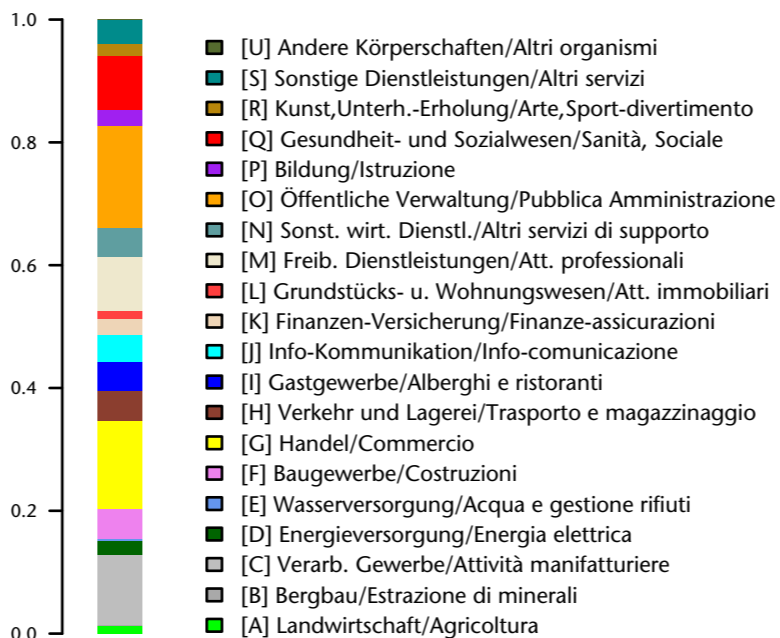 1.0
0.8
0.6
0.4
0.2
0.0
[U] Andere Körperschaften/Altri organismi
[S] Sonstige Dienstleistungen/Altri servizi
[R] Kunst,Unterh.-Erholung/Arte,Sport-divertimento
[Q] Gesundheit- und Sozialwesen/Sanità, Sociale
[P] Bildung/Istruzione
[O] Öffentliche Verwaltung/Pubblica Amministrazione
[N] Sonst. wirt. Dienstl./Altri servizi di supporto
[M] Freib. Dienstleistungen/Att. professionali
[L] Grundstücks- u. Wohnungswesen/Att. immobiliari
[K] Finanzen-Versicherung/Finanze-assicurazioni
[J] Info-Kommunikation/Info-comunicazione
[I] Gastgewerbe/Alberghi e ristoranti
[H] Verkehr und Lagerei/Trasporto e magazzinaggio
[G] Handel/Commercio
[F] Baugewerbe/Costruzioni
[E] Wasserversorgung/Acqua e gestione rifiuti
[D] Energieversorgung/Energia elettrica
[C] Verarb. Gewerbe/Attività manifatturiere
[B] Bergbau/Estrazione di minerali
[A] Landwirtschaft/Agricoltura